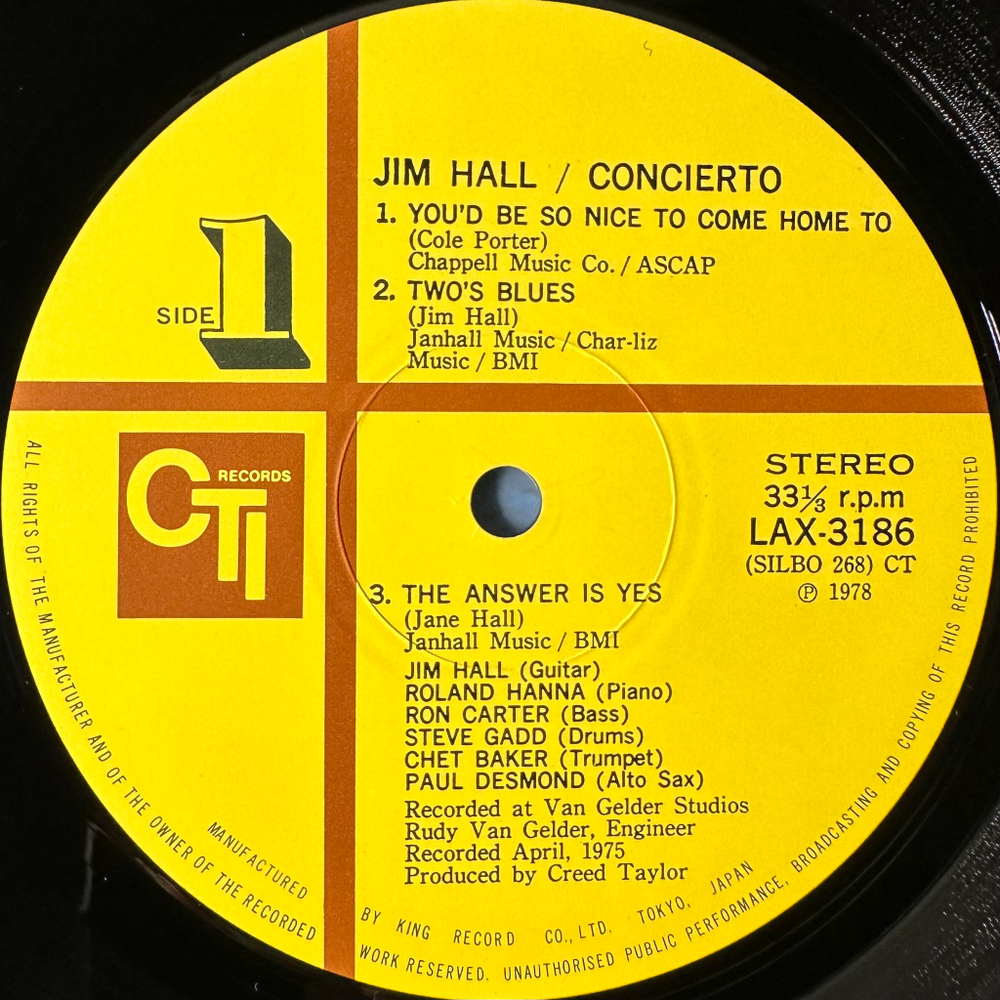 JIM HALL / CONCIERTO
1. YOU'D BE SO NICE TO COME HOME TO
(Cole Porter)
Chappell Music Co. / ASCAP
2. TWO'S BLUES
(Jim Hall)
Janhall Music / Char-liz
Music / BMI
SIDE 1
CTI RECORDS
STEREO
33⅓ r.p.m
LAX-3186
(SILBO 268) CT
Ⓟ 1978
3. THE ANSWER IS YES
(Jane Hall)
Janhall Music / BMI
JIM HALL (Guitar)
ROLAND HANNA (Piano)
RON CARTER (Bass)
STEVE GADD (Drums)
CHET BAKER (Trumpet)
PAUL DESMOND (Alto Sax)
Recorded at Van Gelder Studios
Rudy Van Gelder, Engineer
Recorded April, 1975
Produced by Creed Taylor
MANUFACTURED BY KING RECORD CO., LTD. TOKYO, JAPAN
ALL RIGHTS OF THE MANUFACTURER AND OF THE OWNER OF THE RECORDED WORK RESERVED. UNAUTHORISED PUBLIC PERFORMANCE, BROADCASTING AND COPYING OF THIS RECORD PROHIBITED